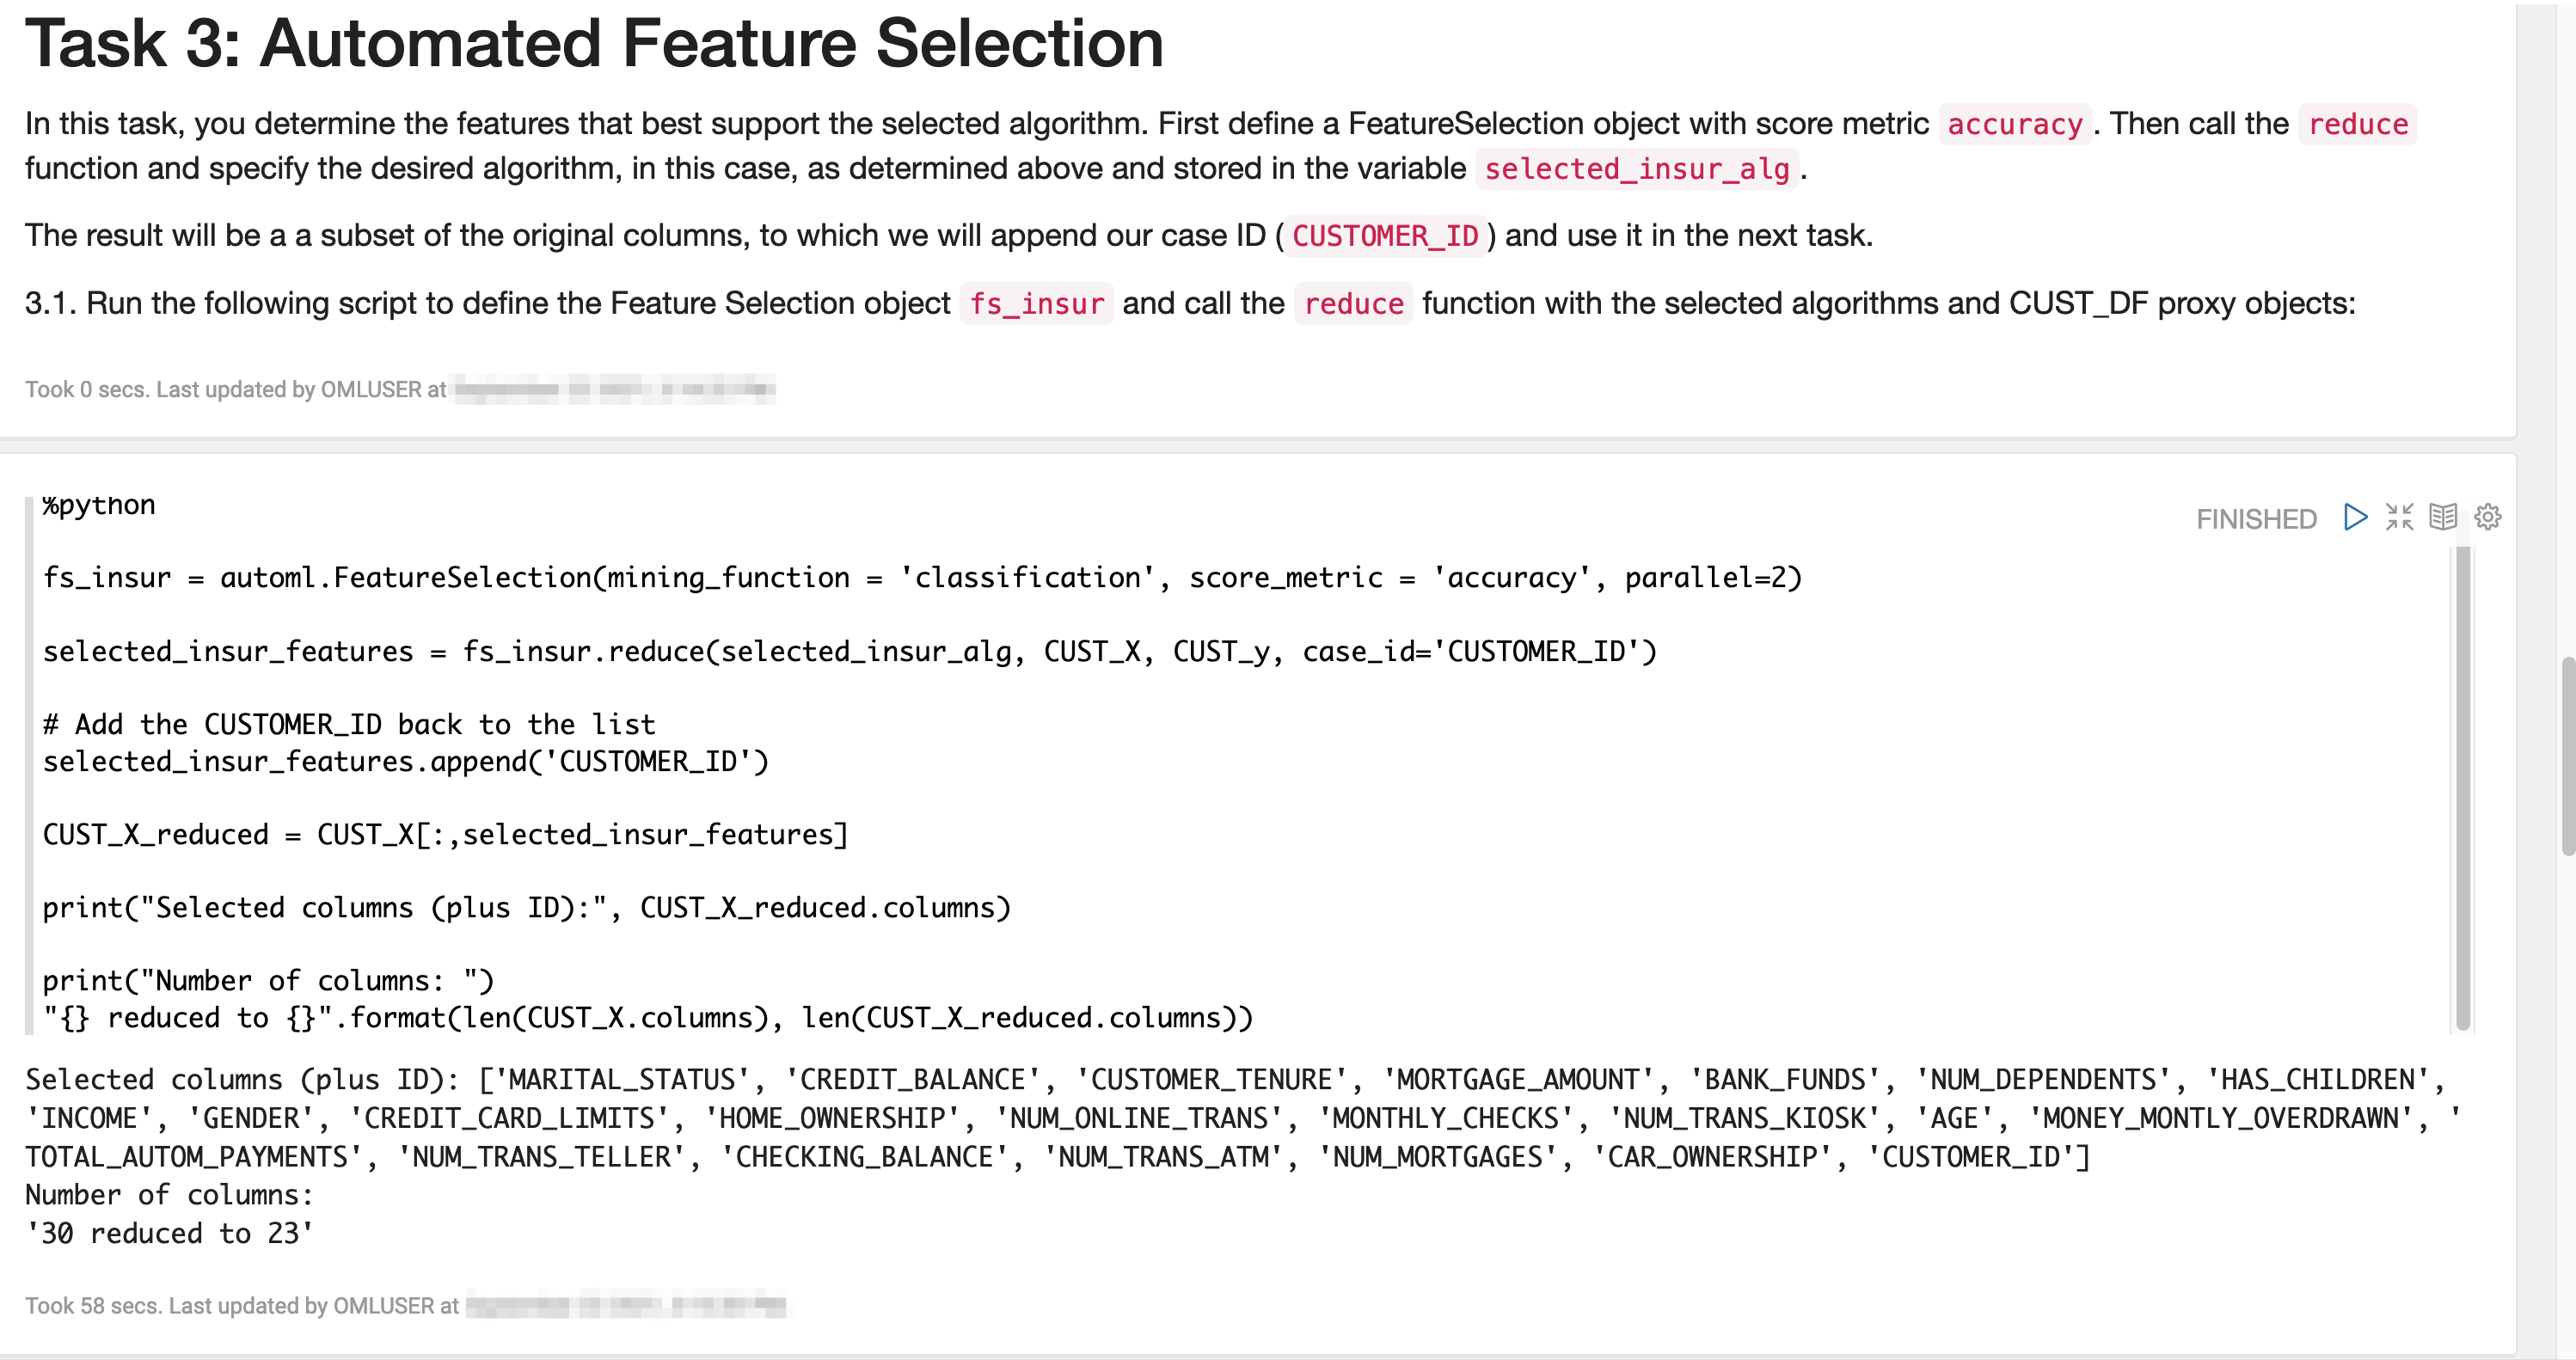 Task 3: Automated Feature Selection
In this task, you determine the features that best support the selected algorithm. First define a FeatureSelection object with score metric accuracy. Then call the reduce
function and specify the desired algorithm, in this case, as determined above and stored in the variable selected_insur_alg.
The result will be a a subset of the original columns, to which we will append our case ID (CUSTOMER_ID) and use it in the next task.
3.1. Run the following script to define the Feature Selection object fs_insur and call the reduce function with the selected algorithms and CUST_DF proxy objects:
Took 0 secs. Last updated by OMLUSER at
%python
FINISHED
fs_insur = automl.FeatureSelection(mining_function = 'classification', score_metric = 'accuracy', parallel=2)
selected_insur_features = fs_insur.reduce(selected_insur_alg, CUST_X, CUST_y, case_id='CUSTOMER_ID')
# Add the CUSTOMER_ID back to the list
selected_insur_features.append('CUSTOMER_ID')
CUST_X_reduced = CUST_X[:,selected_insur_features]
print("Selected columns (plus ID):", CUST_X_reduced.columns)
print("Number of columns: ")
"{} reduced to {}".format(len(CUST_X.columns), len(CUST_X_reduced.columns))
Selected columns (plus ID): ['MARITAL_STATUS', 'CREDIT_BALANCE', 'CUSTOMER_TENURE', 'MORTGAGE_AMOUNT', 'BANK_FUNDS', 'NUM_DEPENDENTS', 'HAS_CHILDREN',
'INCOME', 'GENDER', 'CREDIT_CARD_LIMITS', 'HOME_OWNERSHIP', 'NUM_ONLINE_TRANS', 'MONTHLY_CHECKS', 'NUM_TRANS_KIOSK', 'AGE', 'MONEY_MONTLY_OVERDRAWN', '
TOTAL_AUTOM_PAYMENTS', 'NUM_TRANS_TELLER', 'CHECKING_BALANCE', 'NUM_TRANS_ATM', 'NUM_MORTGAGES', 'CAR_OWNERSHIP', 'CUSTOMER_ID']
Number of columns:
'30 reduced to 23'
Took 58 secs. Last updated by OMLUSER at